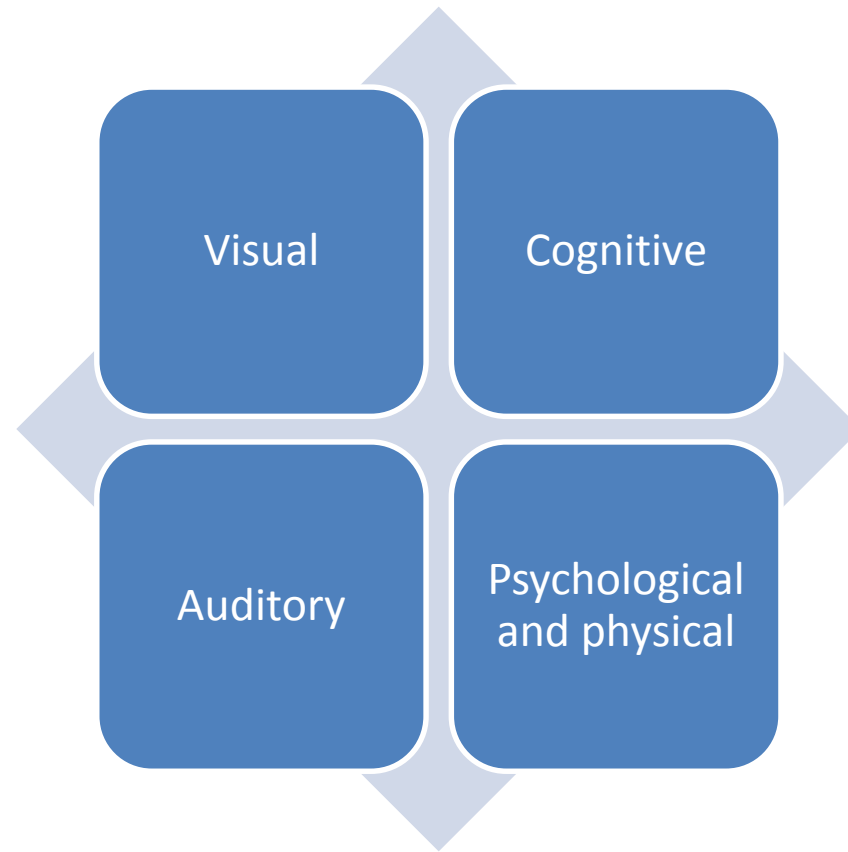 Visual
Cognitive
Auditory
Psychological
and physical